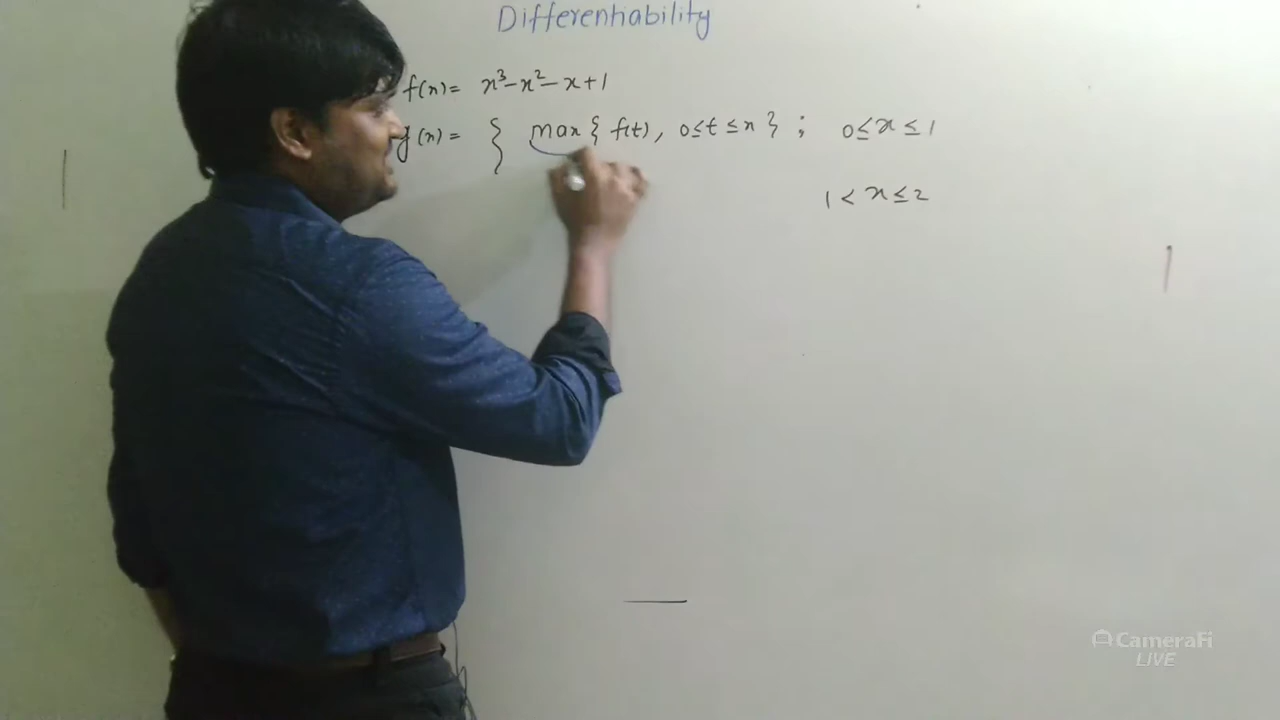 Differentiability
f(x) = x³-x²-x+1
g(x) = { max { f(t), 0≤t≤x } ; 0≤x≤1
1 < x ≤ 2
CameraFi
LIVE